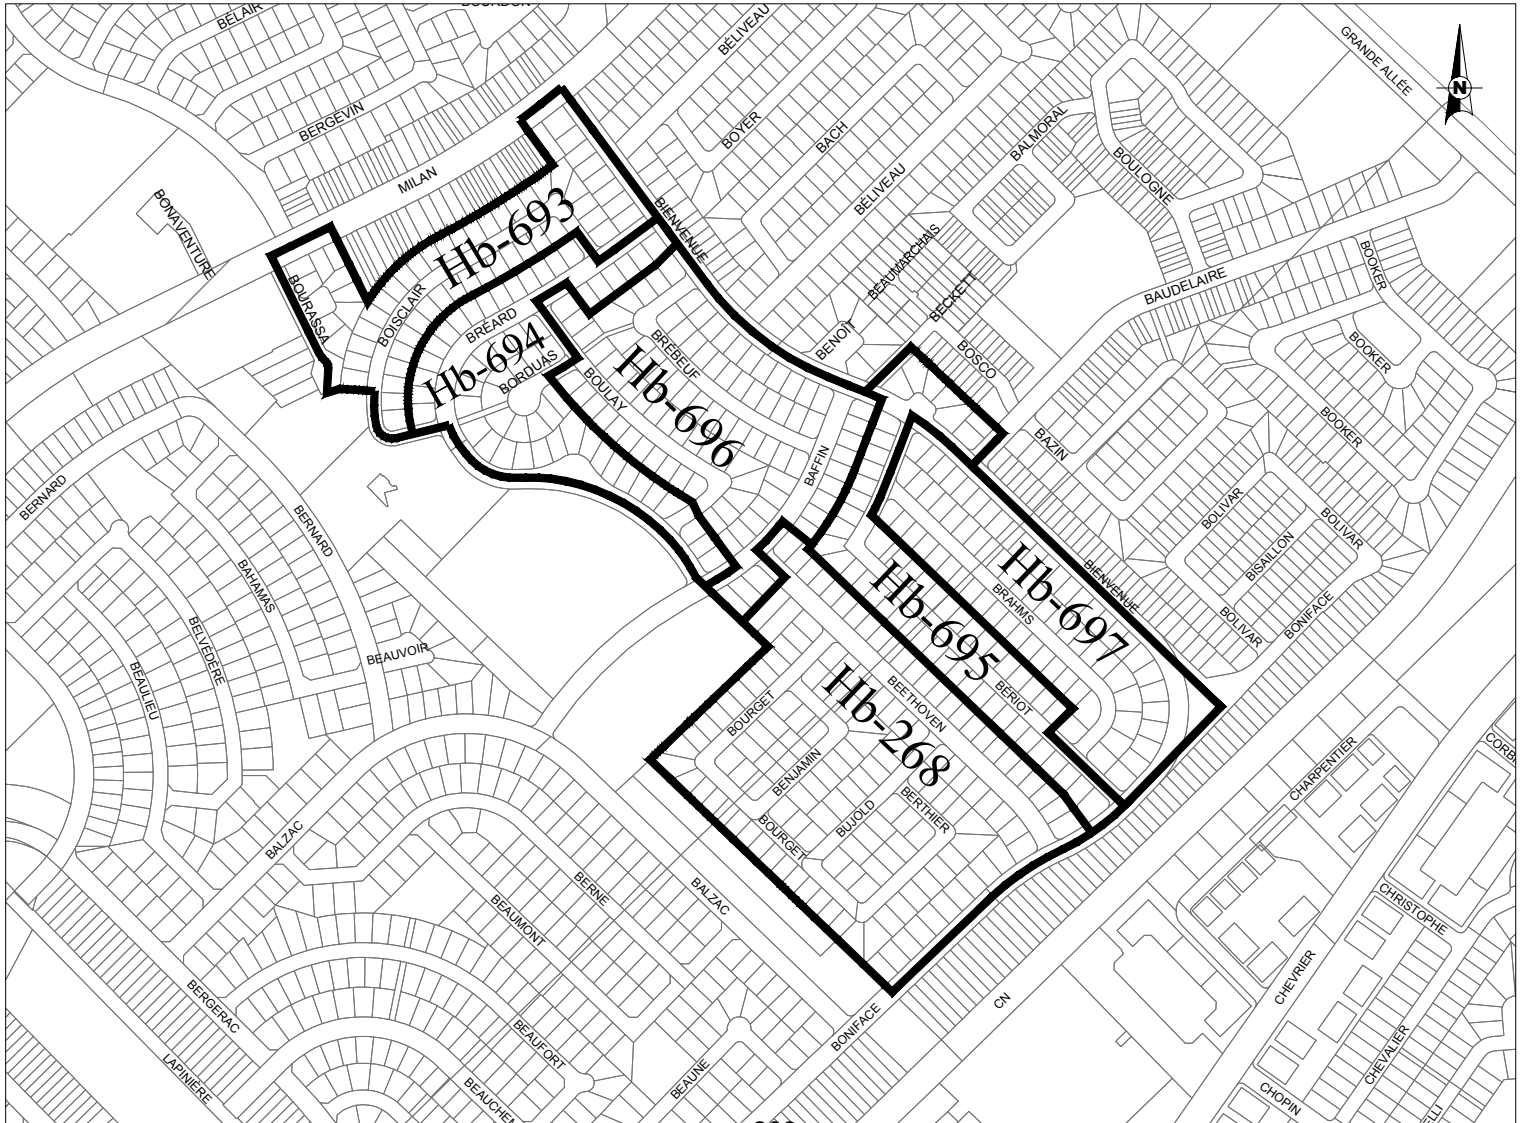 BÉLAIR
BOURDON
BÉLIVEAU
GRANDE ALLÉE
N
BERGEVIN
BOYER
BACH
BALMORAL
BOULOGNE
MILAN
BÉLIVEAU
BONAVENTURE
BIENVENUE
Hb-693
BEAUMARCHAIS
BECKETT
BAUDELAIRE
BOOKER
BOURASSA
BOISCLAIR
BRÉARD
Hb-694
BORDUAS
BRÉBEUF
BENOIT
BOSCO
BOOKER
BOULAY
Hb-696
BOOKER
BAZIN
BAFFIN
BERNARD
BERNARD
BOLIVAR
BOLIVAR
BISAILLON
BAHAMAS
Hb-697
BIENVENUE
BRAHMS
Hb-695
BONIFACE
BOLIVAR
BELVÉDÈRE
BEAUVOIR
BEAULIEU
BÉRIOT
BEETHOVEN
Hb-268
BOURGET
BENJAMIN
BERTHIER
BUJOLD
BOURGET
CHARPENTIER
BALZAC
BALZAC
BERNE
BEAUMONT
CHRISTOPHE
CHEVRIER
CN
BERGERAC
BONIFACE
BEAUFORT
LAPINIÈRE
BEAUNE
CHEVALIER
CHOPIN